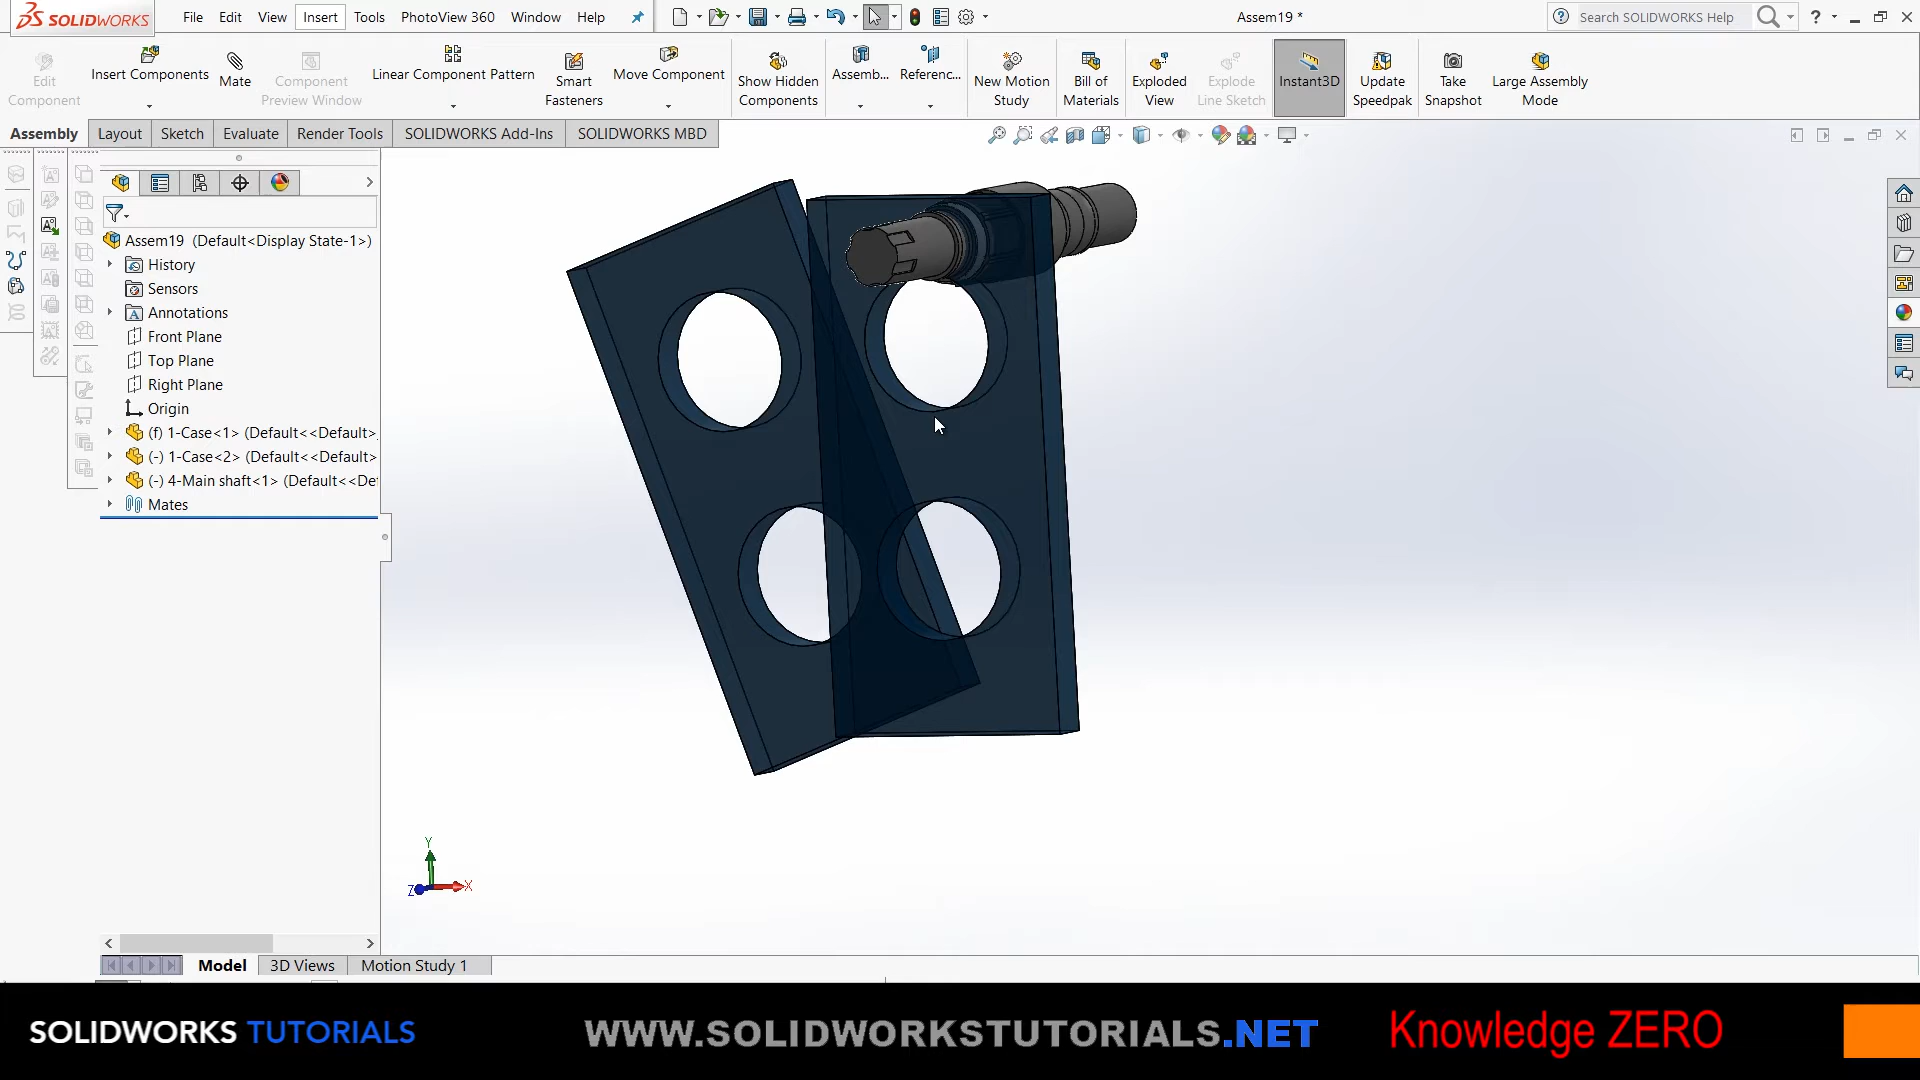 SOLIDWORKS File Edit View Insert Tools PhotoView 360 Window Help Assem19 * Search SOLIDWORKS Help ?
Edit Component
Insert Components
Mate
Component Preview Window
Linear Component Pattern
Smart Fasteners
Move Component
Show Hidden Components
Assemb...
Referenc...
New Motion Study
Bill of Materials
Exploded View
Explode Line Sketch
Instant3D
Update Speedpak
Take Snapshot
Large Assembly Mode
Assembly Layout Sketch Evaluate Render Tools SOLIDWORKS Add-Ins SOLIDWORKS MBD
Assem19 (Default<Display State-1>)
History
Sensors
Annotations
Front Plane
Top Plane
Right Plane
Origin
(f) 1-Case<1> (Default<<Default>
(-) 1-Case<2> (Default<<Default>
(-) 4-Main shaft<1> (Default<<De
Mates
Y
Z X
Model 3D Views Motion Study 1
SOLIDWORKS TUTORIALS WWW.SOLIDWORKSTUTORIALS.NET Knowledge ZERO